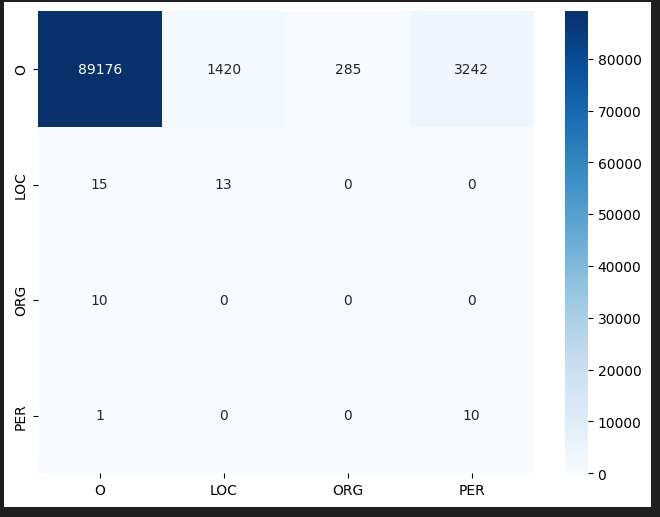 O 89176 1420 285 3242
LOC 15 13 0 0
ORG 10 0 0 0
PER 1 0 0 10
O LOC ORG PER
80000
70000
60000
50000
40000
30000
20000
10000
0